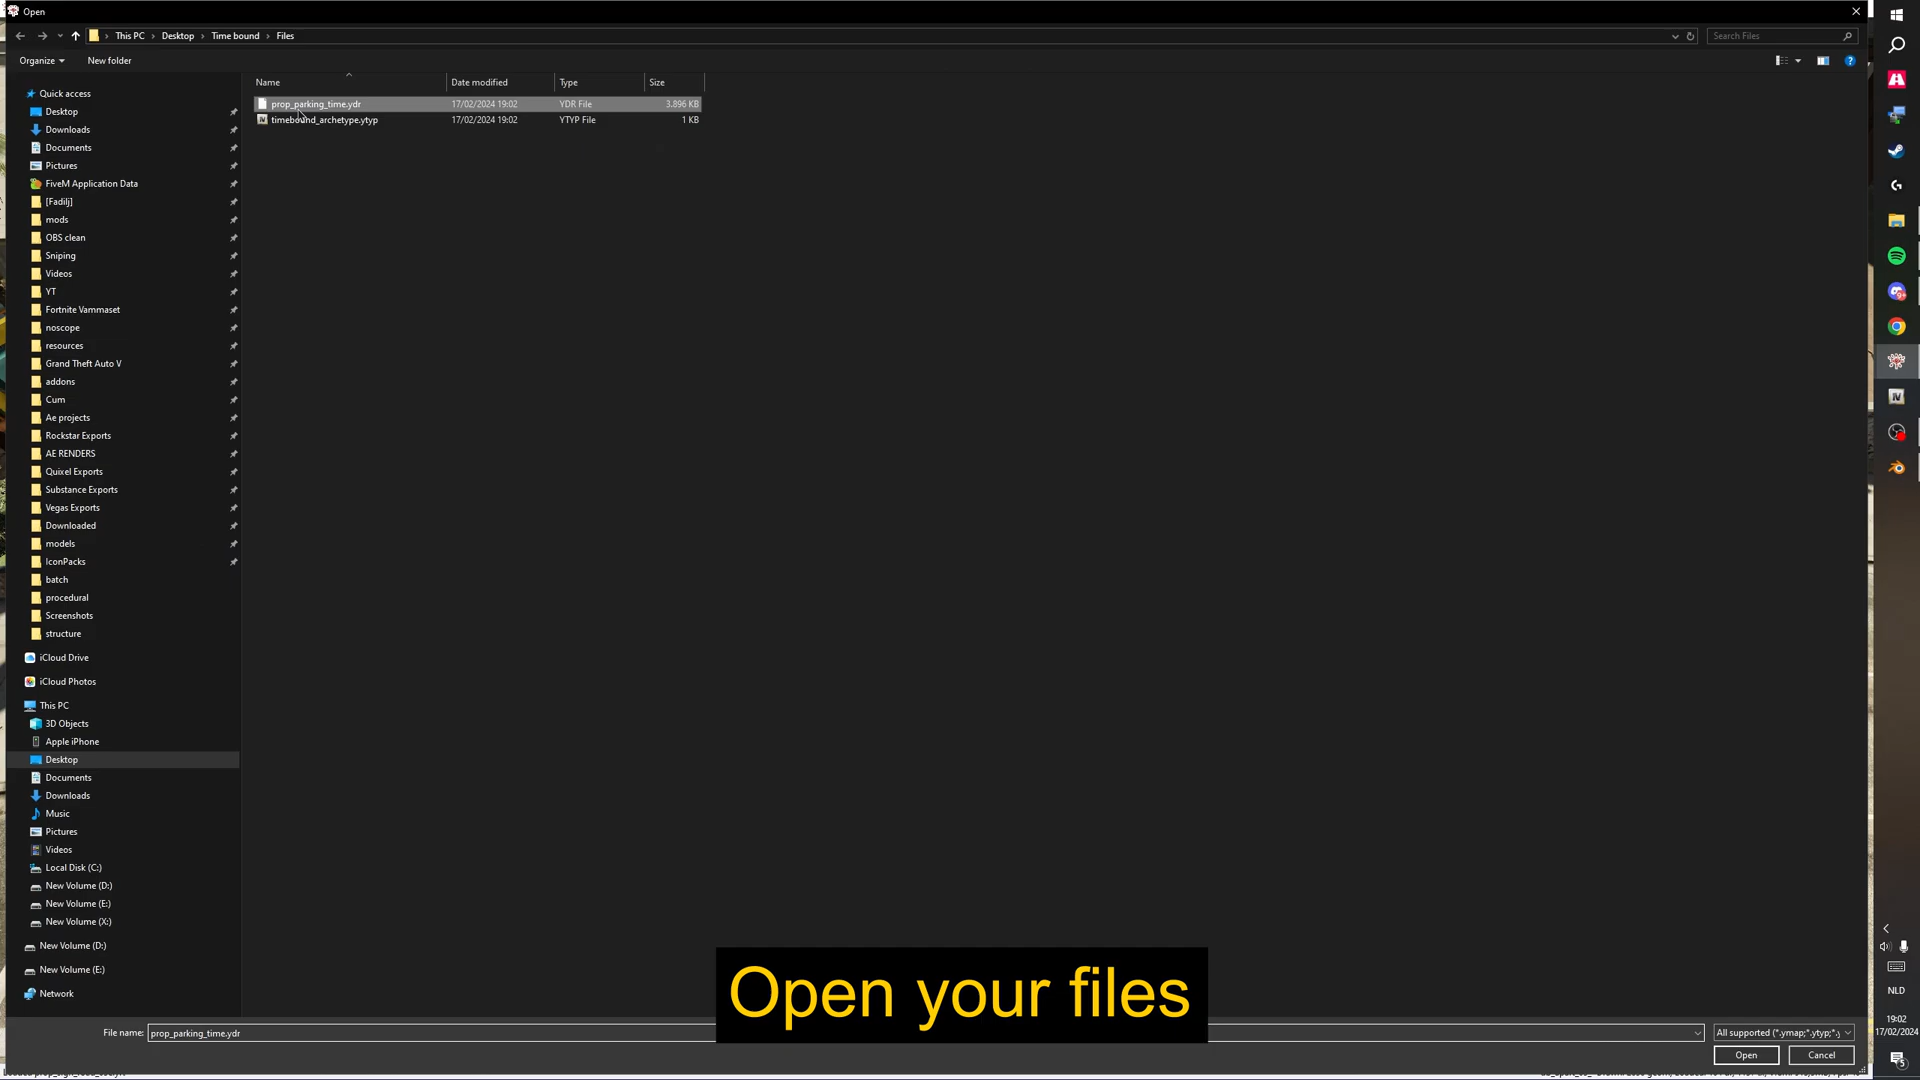 Open
This PC > Desktop > Time bound > Files
Search Files
Organize
New folder
Name
Date modified
Type
Size
prop_parking_time.ydr
17/02/2024 19:02
YDR File
3.896 KB
timebound_archetype.ytyp
17/02/2024 19:02
YTYP File
1 KB
Quick access
Desktop
Downloads
Documents
Pictures
FiveM Application Data
[Fadilj]
mods
OBS clean
Sniping
Videos
YT
Fortnite Vammaset
noscope
resources
Grand Theft Auto V
addons
Cum
Ae projects
Rockstar Exports
AE RENDERS
Quixel Exports
Substance Exports
Vegas Exports
Downloaded
models
IconPacks
batch
procedural
Screenshots
structure
iCloud Drive
iCloud Photos
This PC
3D Objects
Apple iPhone
Desktop
Documents
Downloads
Music
Pictures
Videos
Local Disk (C:)
New Volume (D:)
New Volume (E:)
New Volume (X:)
New Volume (D:)
New Volume (E:)
Network
Open your files
File name:
prop_parking_time.ydr
All supported (*.ymap;*.ytyp;*.
Open
Cancel
NLD
19:02
17/02/2024